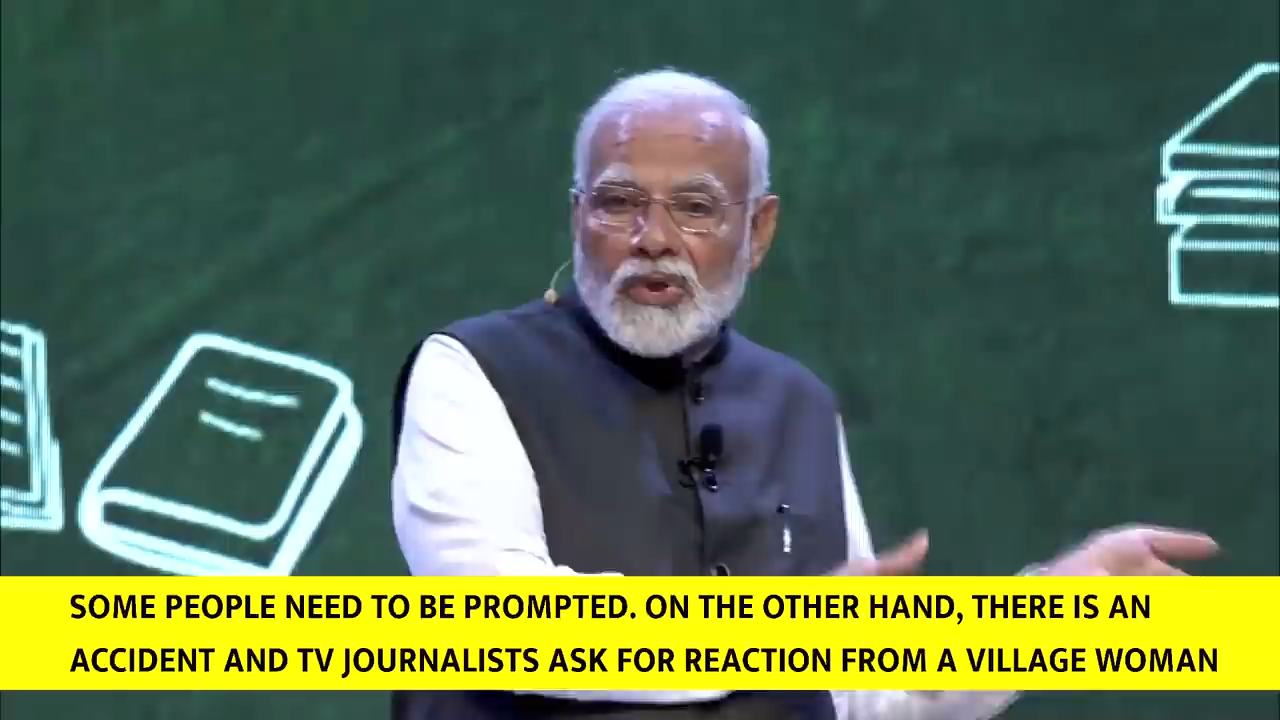 SOME PEOPLE NEED TO BE PROMPTED. ON THE OTHER HAND, THERE IS AN
ACCIDENT AND TV JOURNALISTS ASK FOR REACTION FROM A VILLAGE WOMAN